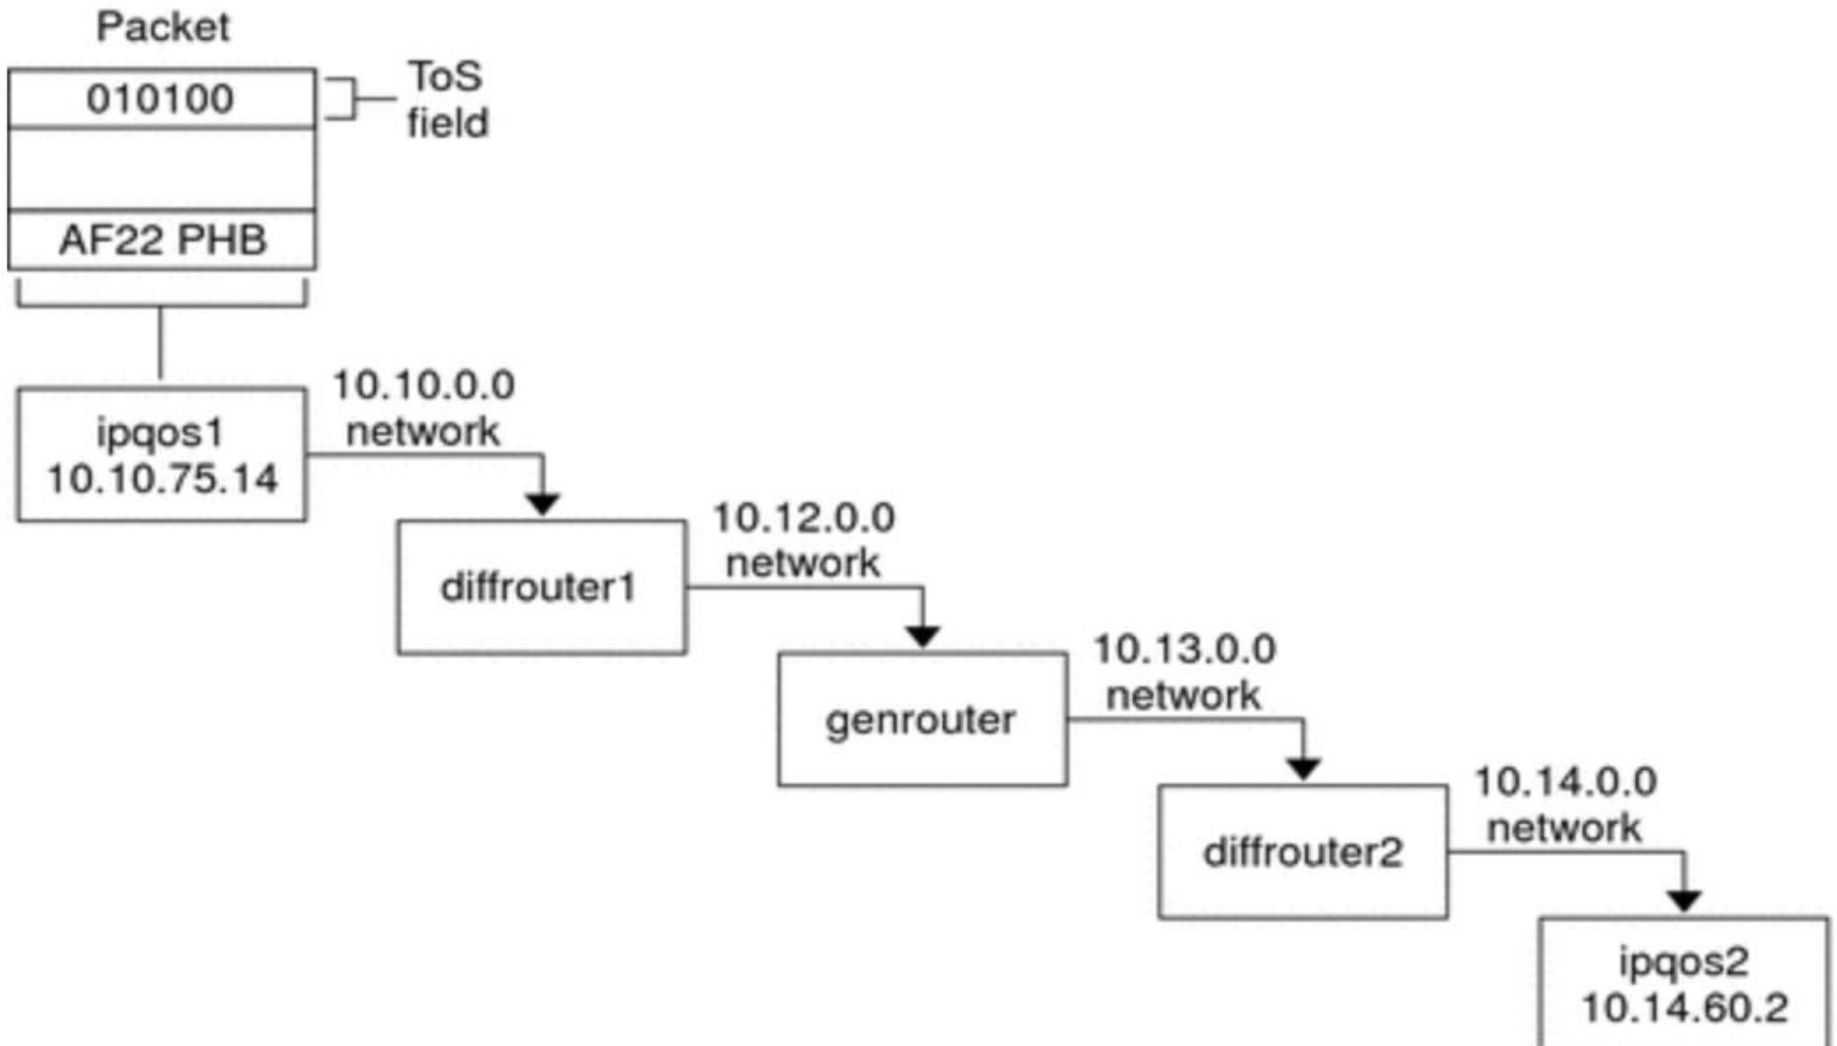 Packet
010100
ToS
field
AF22 PHB
ipqos1
10.10.75.14
10.10.0.0
network
diffrouter1
10.12.0.0
network
genrouter
10.13.0.0
network
diffrouter2
10.14.0.0
network
ipqos2
10.14.60.2